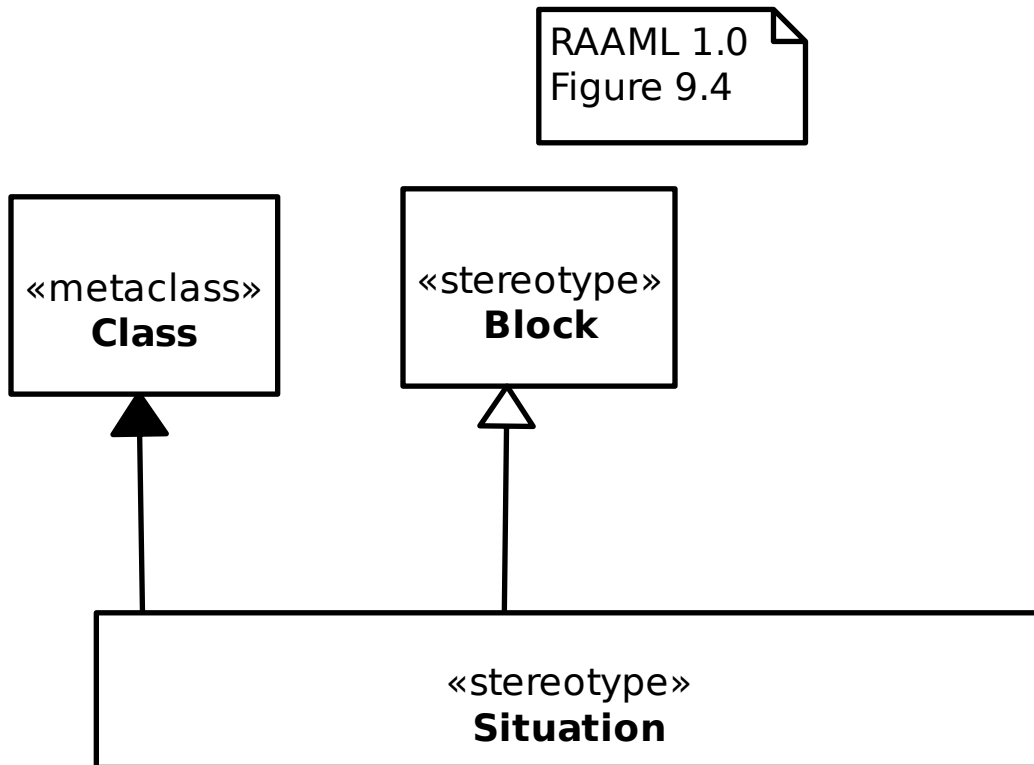 RAAML 1.0
Figure 9.4
«metaclass»
Class
«stereotype»
Block
«stereotype»
Situation